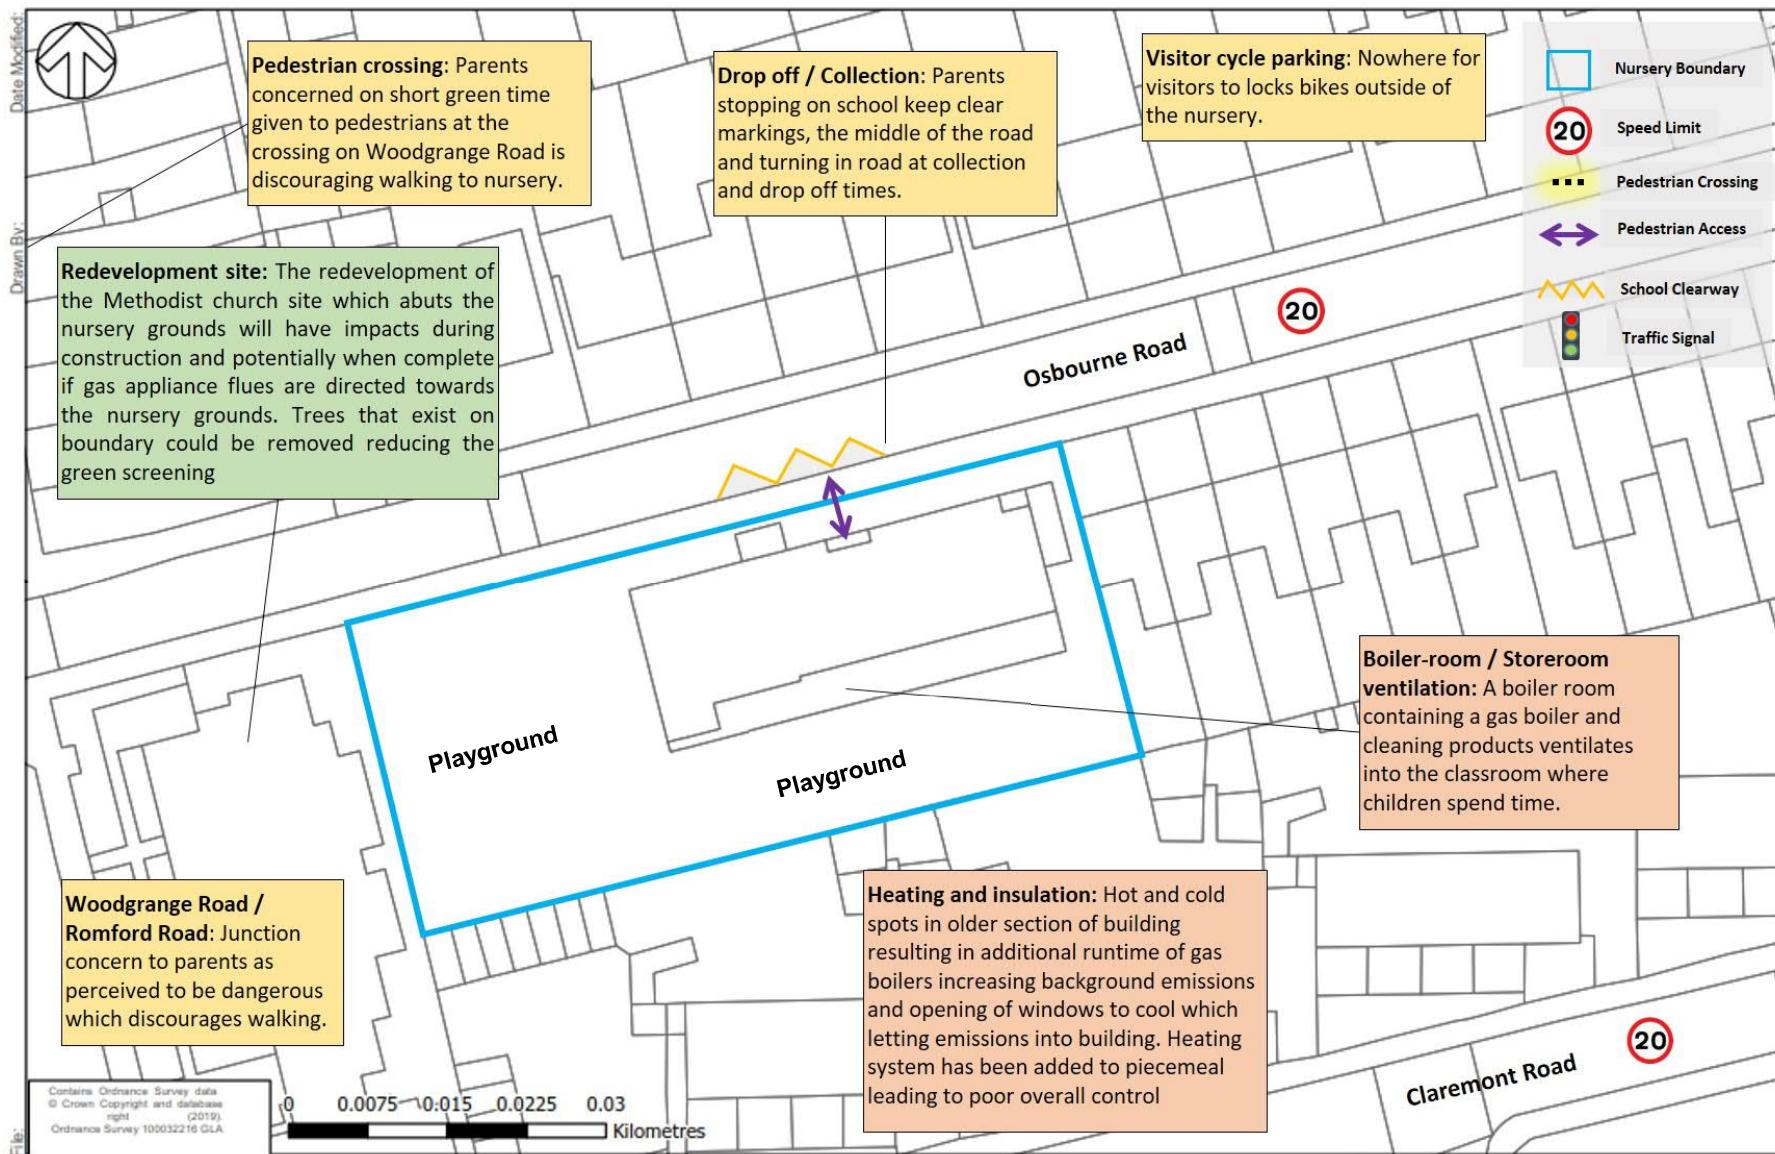 Date Modified:
Drawn By:
File:
Pedestrian crossing: Parents
concerned on short green time
given to pedestrians at the
crossing on Woodgrange Road is
discouraging walking to nursery.
Drop off / Collection: Parents
stopping on school keep clear
markings, the middle of the road
and turning in road at collection
and drop off times.
Visitor cycle parking: Nowhere for
visitors to locks bikes outside of
the nursery.
Nursery Boundary
20
Speed Limit
Pedestrian Crossing
Pedestrian Access
School Clearway
Traffic Signal
Redevelopment site: The redevelopment of
the Methodist church site which abuts the
nursery grounds will have impacts during
construction and potentially when complete
if gas appliance flues are directed towards
the nursery grounds. Trees that exist on
boundary could be removed reducing the
green screening
20
Osbourne Road
Playground
Playground
Boiler-room / Storeroom
ventilation: A boiler room
containing a gas boiler and
cleaning products ventilates
into the classroom where
children spend time.
Woodgrange Road /
Romford Road: Junction
concern to parents as
perceived to be dangerous
which discourages walking.
Heating and insulation: Hot and cold
spots in older section of building
resulting in additional runtime of gas
boilers increasing background emissions
and opening of windows to cool which
letting emissions into building. Heating
system has been added to piecemeal
leading to poor overall control
20
Claremont Road
Contains Ordnance Survey data
© Crown Copyright and database
right (2019).
Ordnance Survey 100032216 GLA
0 0.0075 0.015 0.0225 0.03
Kilometres